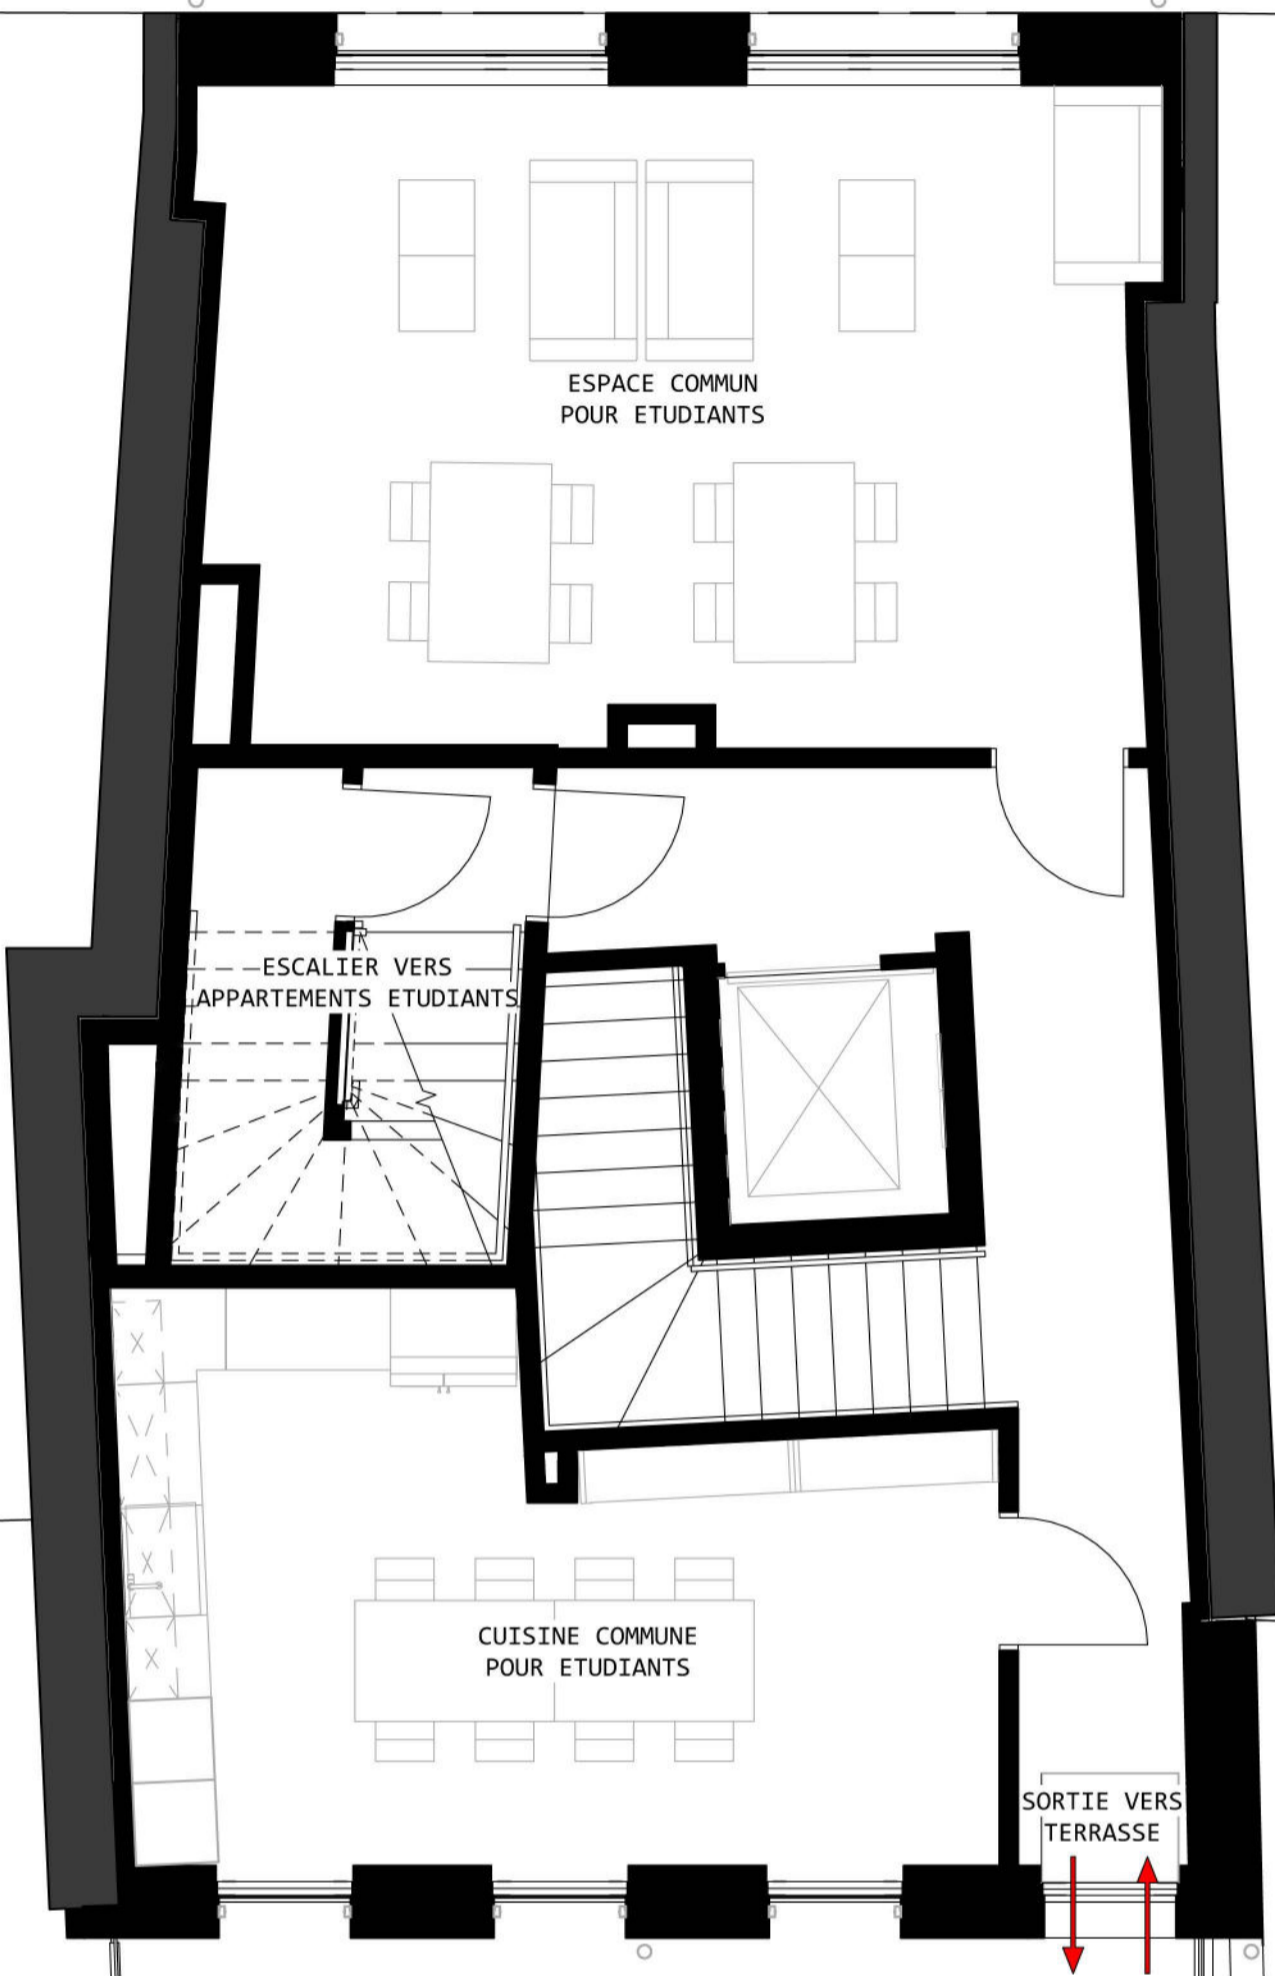 ESPACE COMMUN
POUR ETUDIANTS
ESCALIER VERS
APPARTEMENTS ETUDIANTS
CUISINE COMMUNE
POUR ETUDIANTS
SORTIE VERS
TERRASSE